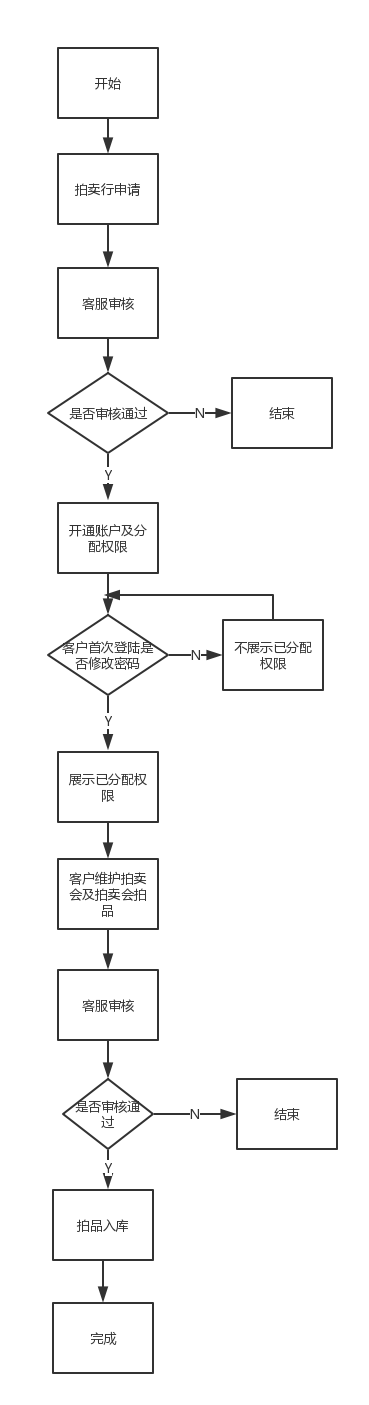 开始
拍卖行申请
客服审核
是否审核通过
N
结束
Y
开通账户及分
配权限
客户首次登陆是
否修改密码
N
不展示已分配
权限
Y
展示已分配权
限
客户维护拍卖
会及拍卖会拍
品
客服审核
是否审核通
过
N
结束
Y
拍品入库
完成